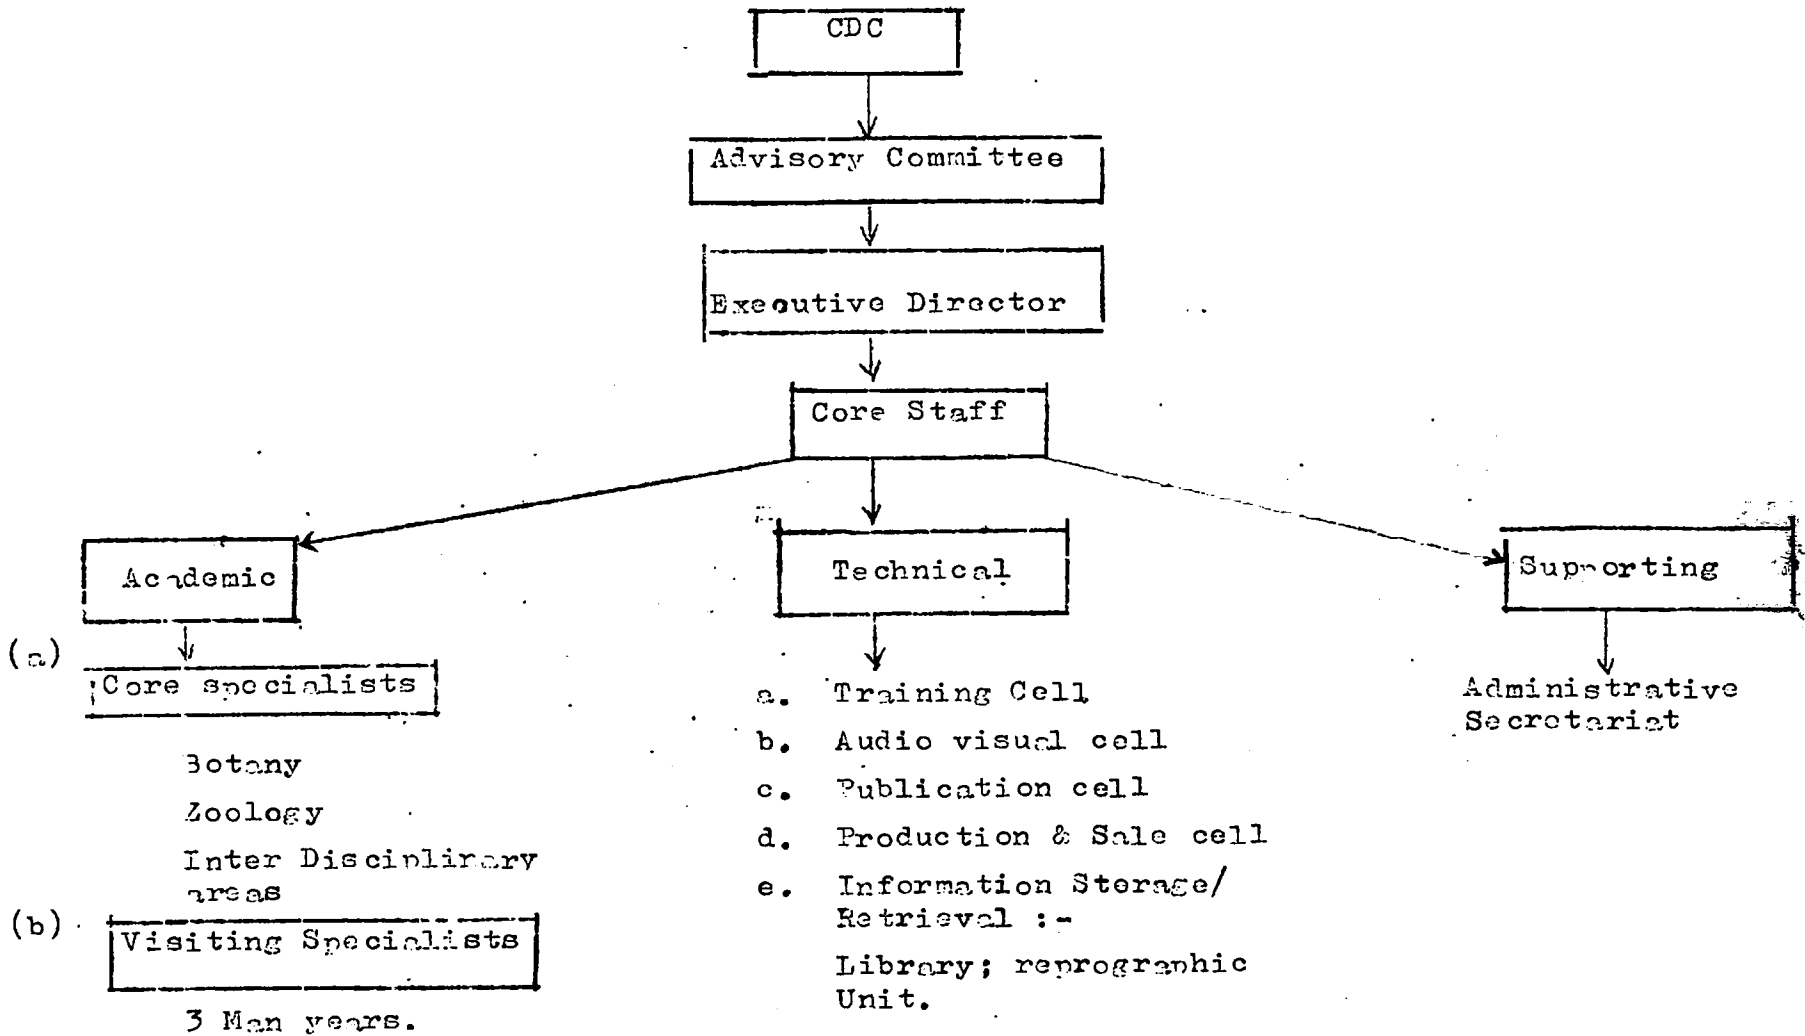 CDC
Advisory Committee
Executive Director
Core Staff
Academic
Technical
Supporting
(a)
Core specialists
Botany
Zoology
Inter Disciplinary
areas
(b)
Visiting Specialists
3 Man years.
a. Training Cell
b. Audio visual cell
c. Publication cell
d. Production & Sale cell
e. Information Storage/
Retrieval :-
Library; reprographic
Unit.
Administrative
Secretariat